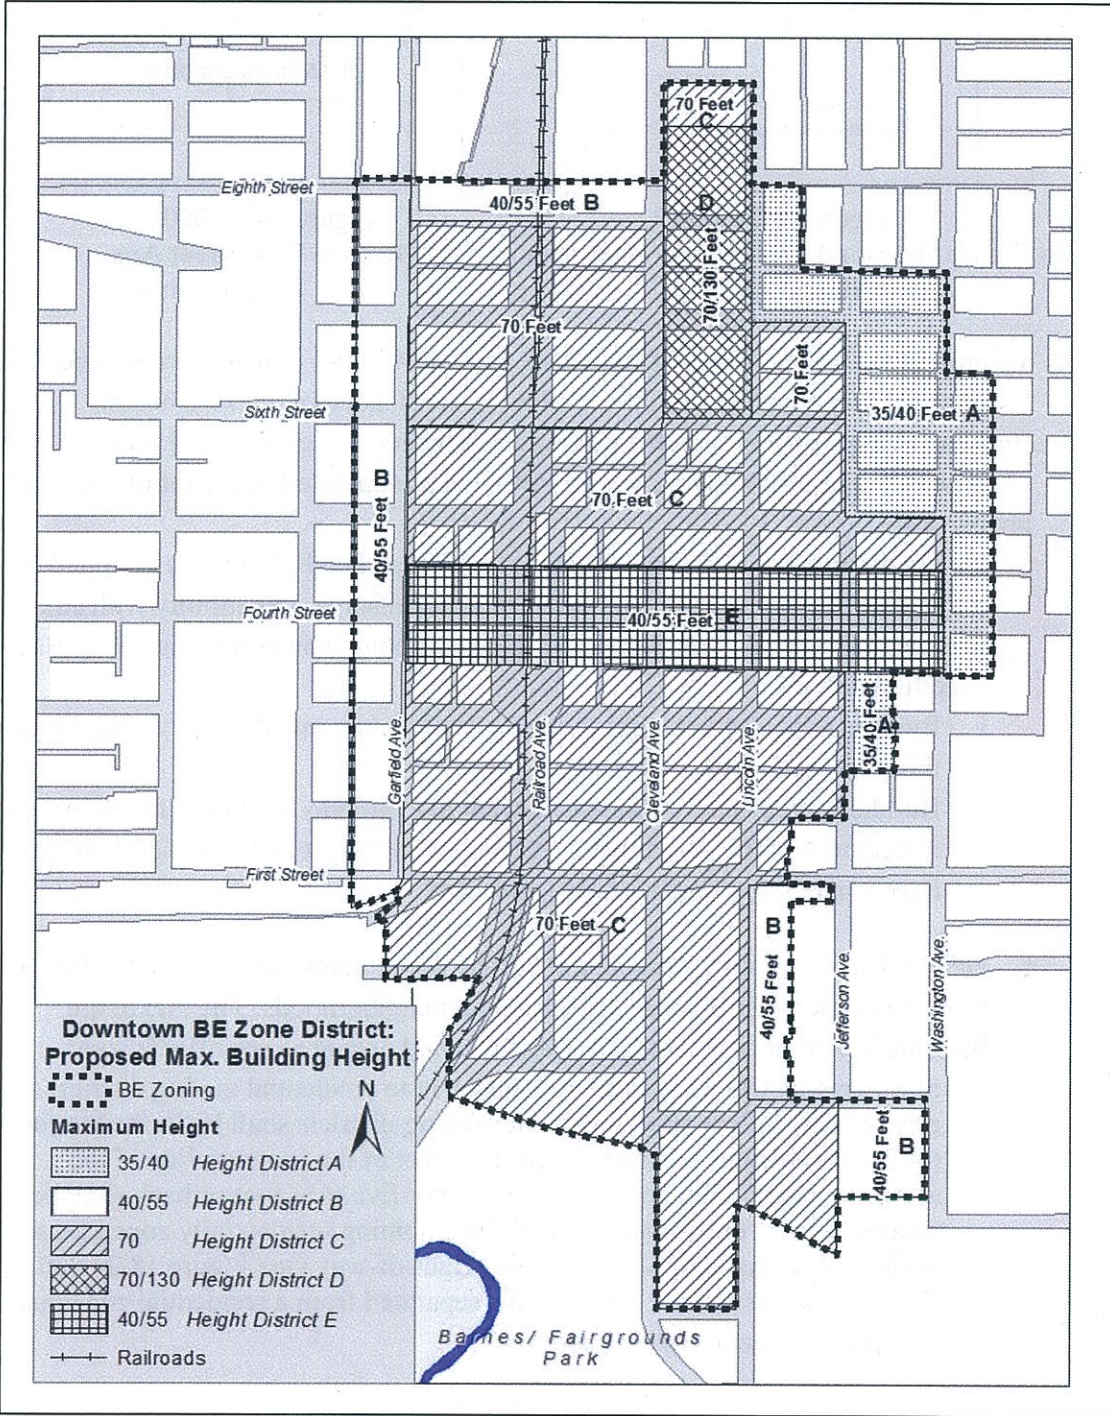 70 Feet
C
Eighth Street
40/55 Feet B
D
70/130 Feet
70 Feet
70 Feet
Sixth Street
35/40 Feet A
B
40/55 Feet
70 Feet C
Fourth Street
40/55 Feet E
35/40 Feet
A
Garfield Ave.
Railroad Ave.
Cleveland Ave.
Lincoln Ave.
First Street
70 Feet C
B
40/55 Feet
Jefferson Ave.
Washington Ave.
40/55 Feet
B
Downtown BE Zone District:
Proposed Max. Building Height
BE Zoning
N
Maximum Height
35/40 Height District A
40/55 Height District B
70 Height District C
70/130 Height District D
40/55 Height District E
Railroads
Barnes/ Fairgrounds
Park